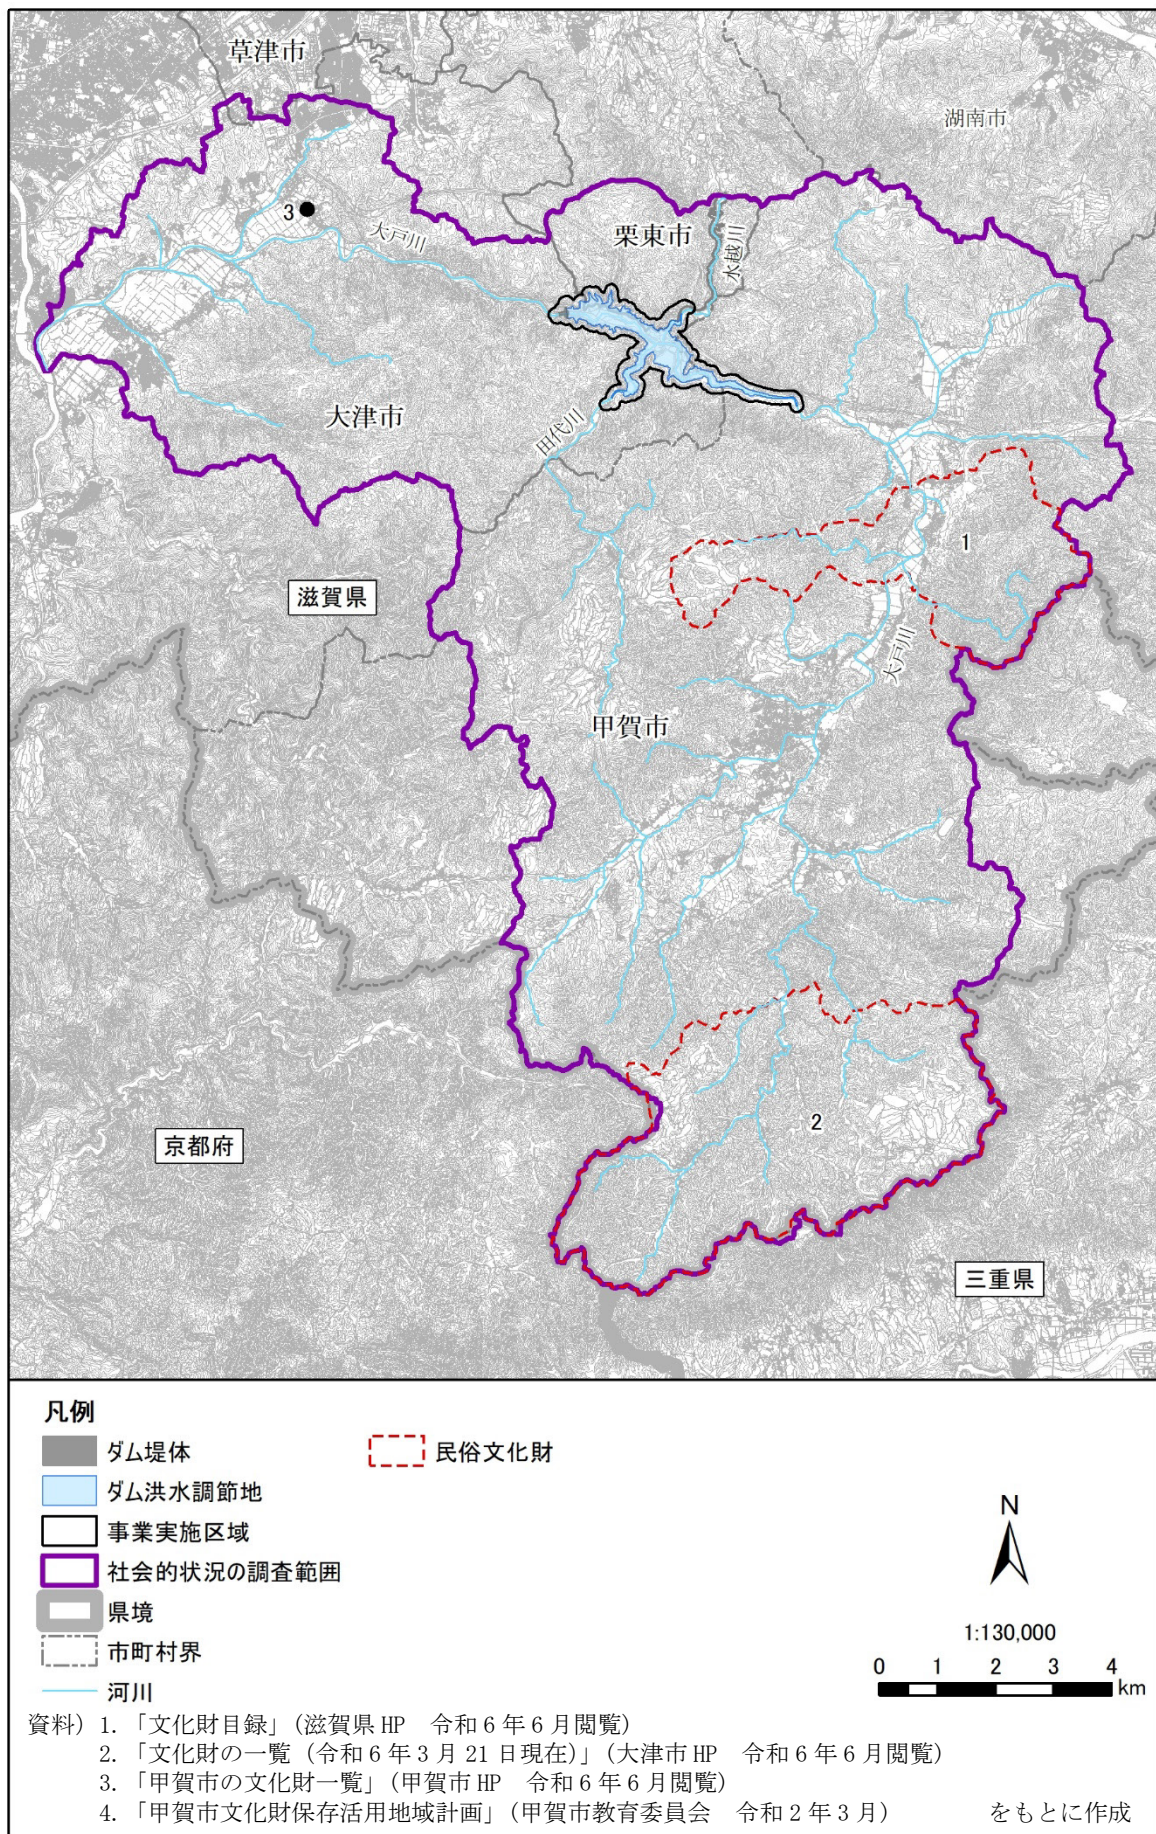 草津市
湖南市
3
大戸川
栗東市
水越川
大津市
田代川
1
滋賀県
大戸川
甲賀市
2
京都府
三重県
凡例
ダム堤体
民俗文化財
ダム洪水調節地
事業実施区域
社会的状況の調査範囲
県境
市町村界
河川
N
1:130,000
0 1 2 3 4
km
資料) 1. 「文化財目録」(滋賀県 HP 令和 6 年 6 月閲覧)
2. 「文化財の一覧 (令和 6 年 3 月 21 日現在)」(大津市 HP 令和 6 年 6 月閲覧)
3. 「甲賀市の文化財一覧」(甲賀市 HP 令和 6 年 6 月閲覧)
4. 「甲賀市文化財保存活用地域計画」(甲賀市教育委員会 令和 2 年 3 月) をもとに作成